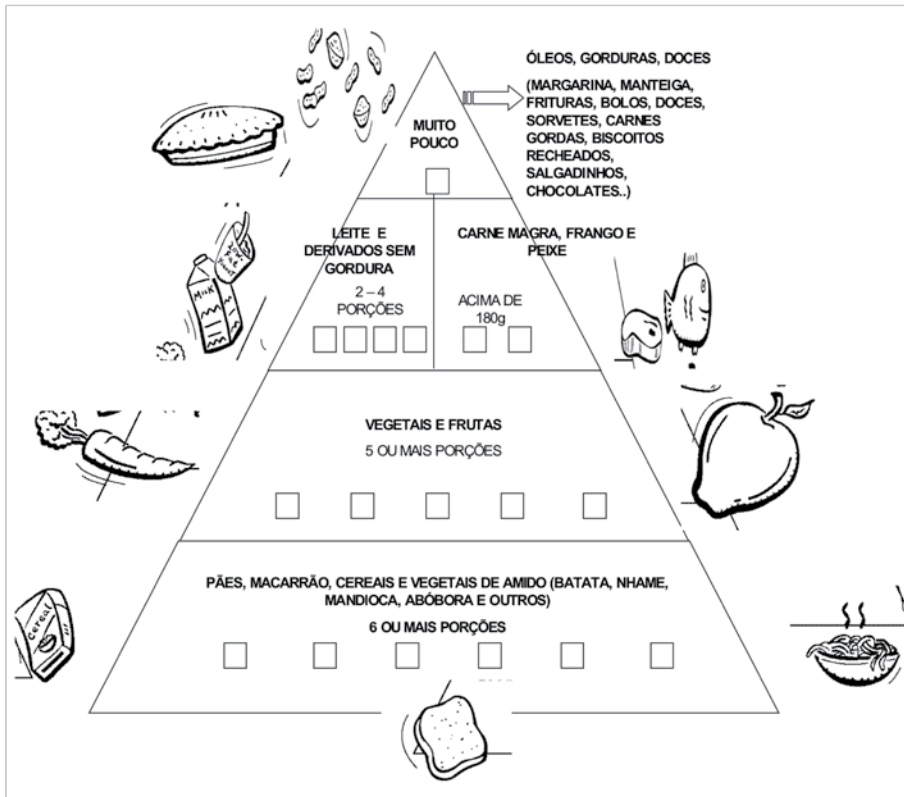 ÓLEOS, GORDURAS, DOCES
(MARGARINA, MANTEIGA,
FRITURAS, BOLOS, DOCES,
SORVETES, CARNES
GORDAS, BISCOITOS
RECHEADOS,
SALGADINHOS,
CHOCOLATES..)
MUITO
POUCO
LEITE E
DERIVADOS SEM
GORDURA
2 – 4
PORÇÕES
CARNE MAGRA, FRANGO E
PEIXE
ACIMA DE
180g
MILK
VEGETAIS E FRUTAS
5 OU MAIS PORÇÕES
PÃES, MACARRÃO, CEREAIS E VEGETAIS DE AMIDO (BATATA, NHAME,
MANDIOCA, ABÓBORA E OUTROS)
6 OU MAIS PORÇÕES
Cereal